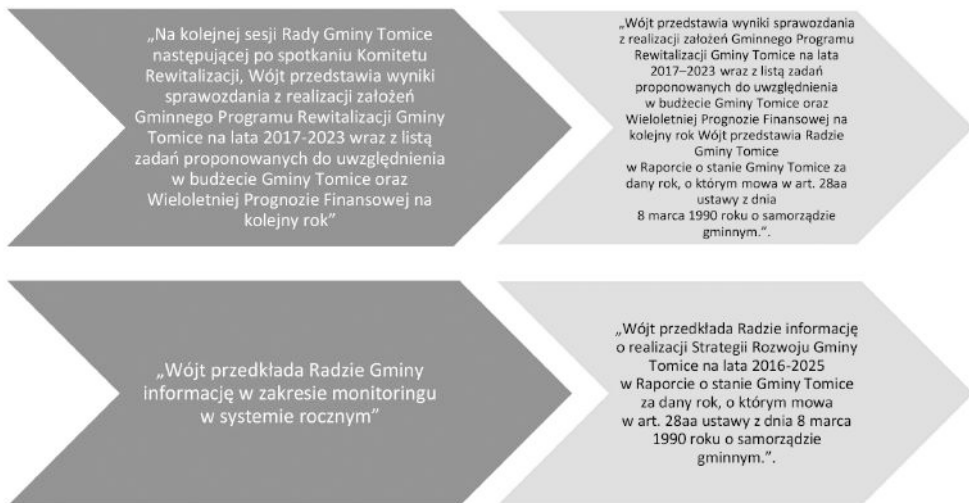 „Na kolejnej sesji Rady Gminy Tomice
następującej po spotkaniu Komitetu
Rewitalizacji, Wójt przedstawia wyniki
sprawozdania z realizacji założeń
Gminnego Programu Rewitalizacji Gminy
Tomice na lata 2017-2023 wraz z listą
zadań proponowanych do uwzględnienia
w budżecie Gminy Tomice oraz
Wieloletniej Prognozie Finansowej na
kolejny rok”
„Wójt przedstawia wyniki sprawozdania
z realizacji założeń Gminnego Programu
Rewitalizacji Gminy Tomice na lata
2017–2023 wraz z listą zadań
proponowanych do uwzględnienia
w budżecie Gminy Tomice oraz
Wieloletniej Prognozie Finansowej na
kolejny rok Wójt przedstawia Radzie
Gminy Tomice
w Raporcie o stanie Gminy Tomice za
dany rok, o którym mowa w art. 28aa
ustawy z dnia
8 marca 1990 roku o samorządzie
gminnym.”.
„Wójt przedkłada Radzie Gminy
informację w zakresie monitoringu
w systemie rocznym”
„Wójt przedkłada Radzie informację
o realizacji Strategii Rozwoju Gminy
Tomice na lata 2016-2025
w Raporcie o stanie Gminy Tomice
za dany rok, o którym mowa
w art. 28aa ustawy z dnia 8 marca
1990 roku o samorządzie
gminnym.”.